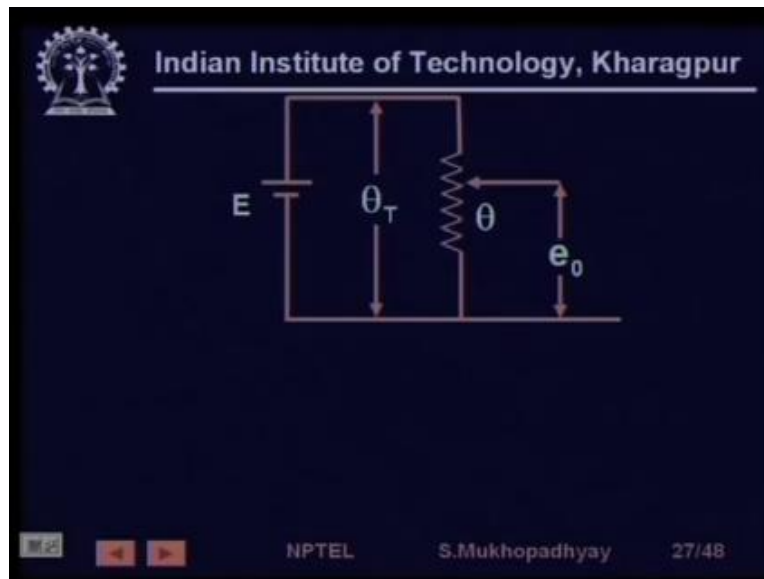 Indian Institute of Technology, Kharagpur
E
θT
θ
e0
NPTEL S.Mukhopadhyay 27/48